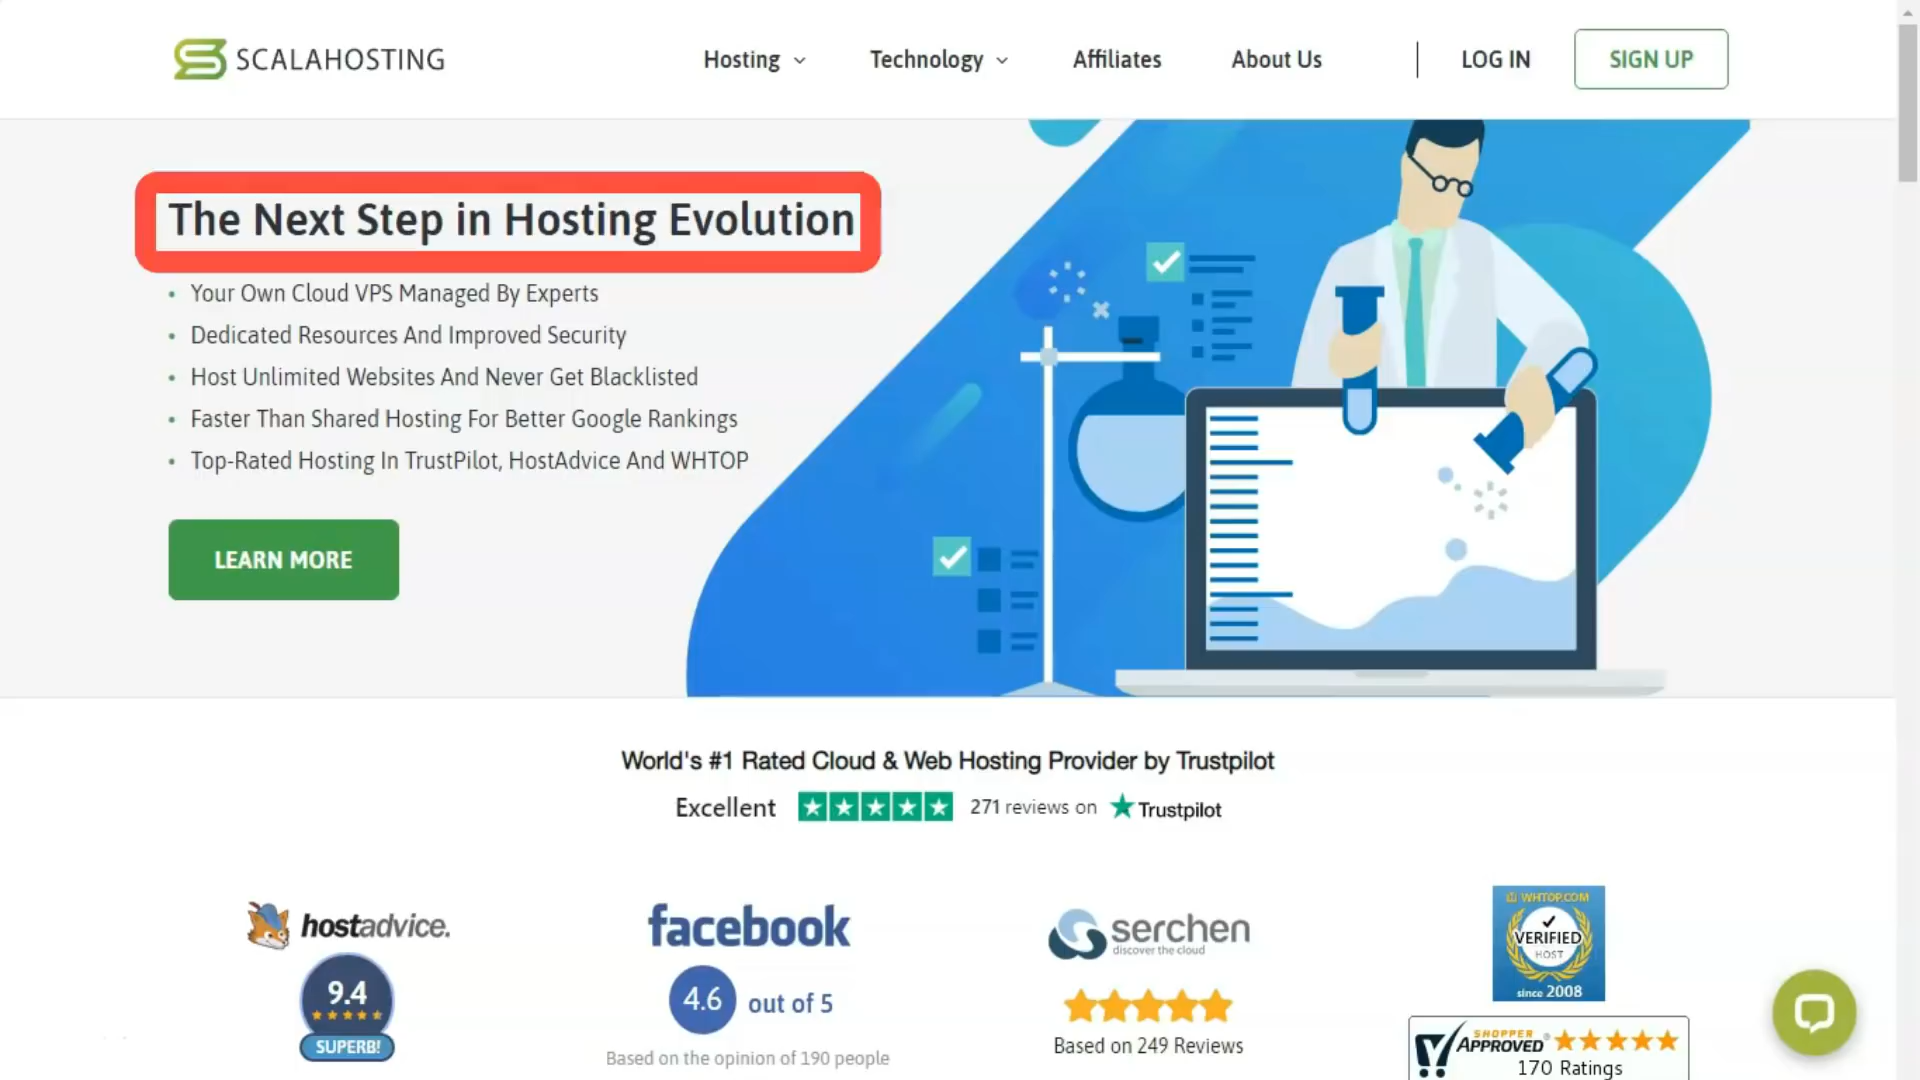 SCALAHOSTING
Hosting
Technology
Affiliates
About Us
LOG IN
SIGN UP
The Next Step in Hosting Evolution
• Your Own Cloud VPS Managed By Experts
• Dedicated Resources And Improved Security
• Host Unlimited Websites And Never Get Blacklisted
• Faster Than Shared Hosting For Better Google Rankings
• Top-Rated Hosting In TrustPilot, HostAdvice And WHTOP
LEARN MORE
World's #1 Rated Cloud & Web Hosting Provider by Trustpilot
Excellent 271 reviews on Trustpilot
hostadvice.
9.4
SUPERB!
facebook
4.6 out of 5
Based on the opinion of 190 people
serchen
discover the cloud
Based on 249 Reviews
WHTOP.COM
VERIFIED
HOST
since 2008
SHOPPER
APPROVED®
170 Ratings